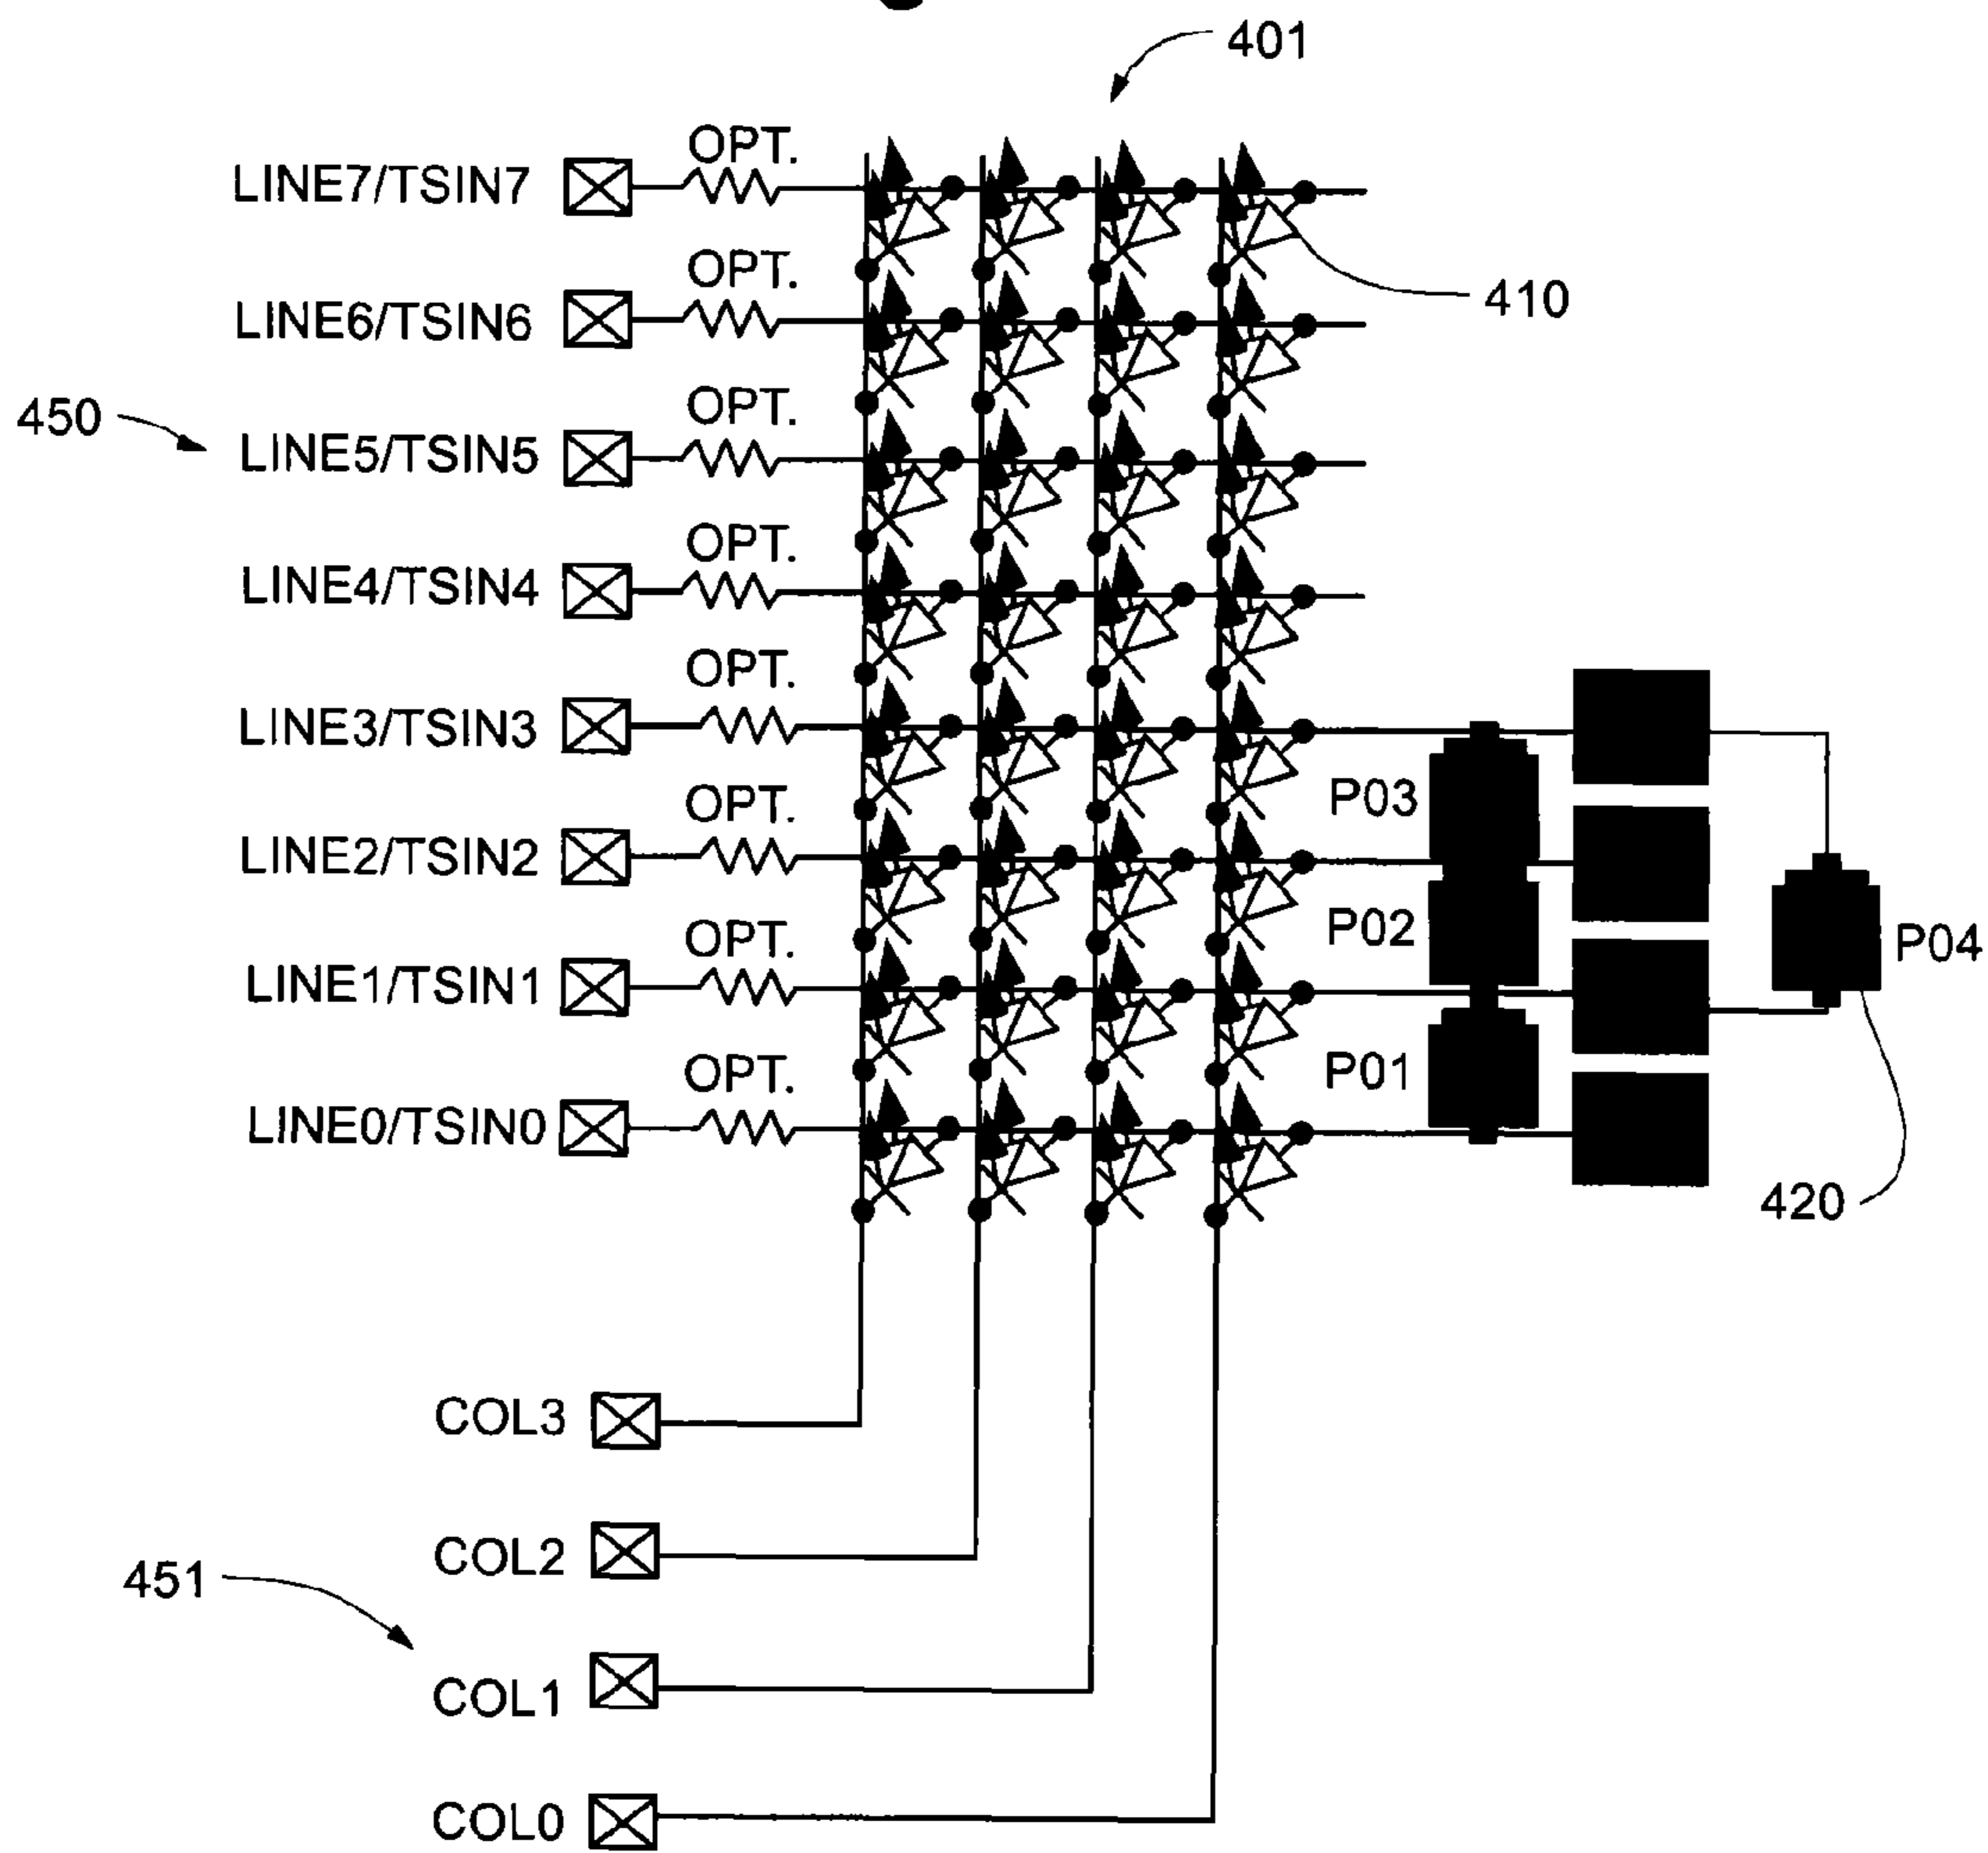 401
OPT.
LINE7/TSIN7
OPT.
410
LINE6/TSIN6
OPT.
450
LINE5/TSIN5
OPT.
LINE4/TSIN4
OPT.
LINE3/TSIN3
P03
OPT.
LINE2/TSIN2
P02
P04
OPT.
LINE1/TSIN1
OPT.
P01
LINE0/TSIN0
420
COL3
COL2
451
COL1
COL0